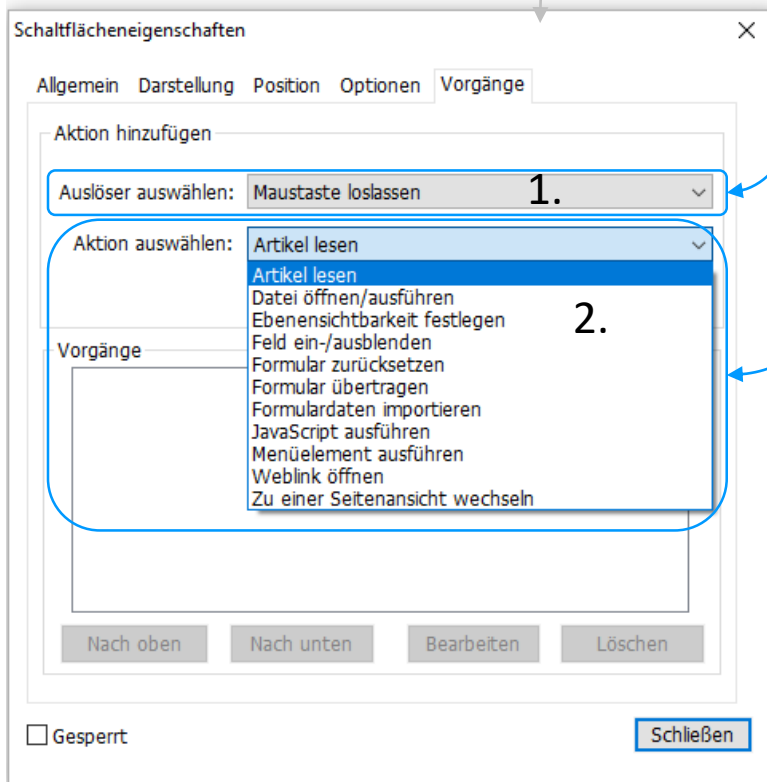 Schaltflächeneigenschaften
Allgemein Darstellung Position Optionen Vorgänge
Aktion hinzufügen
Auslöser auswählen: Maustaste loslassen 1.
Aktion auswählen: Artikel lesen
Artikel lesen
Datei öffnen/ausführen
Ebenensichtbarkeit festlegen 2.
Feld ein-/ausblenden
Vorgänge
Formular zurücksetzen
Formular übertragen
Formulardaten importieren
JavaScript ausführen
Menüelement ausführen
Weblink öffnen
Zu einer Seitenansicht wechseln
Nach oben Nach unten Bearbeiten Löschen
Gesperrt Schließen